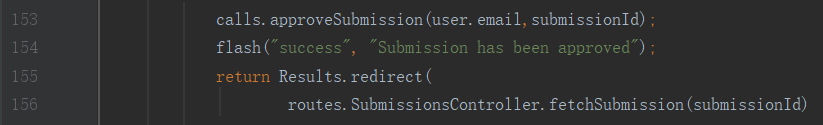 153 calls.approveSubmission(user.email,submissionId);
154 flash("success", "Submission has been approved");
155 return Results.redirect(
156 routes.SubmissionsController.fetchSubmission(submissionId)